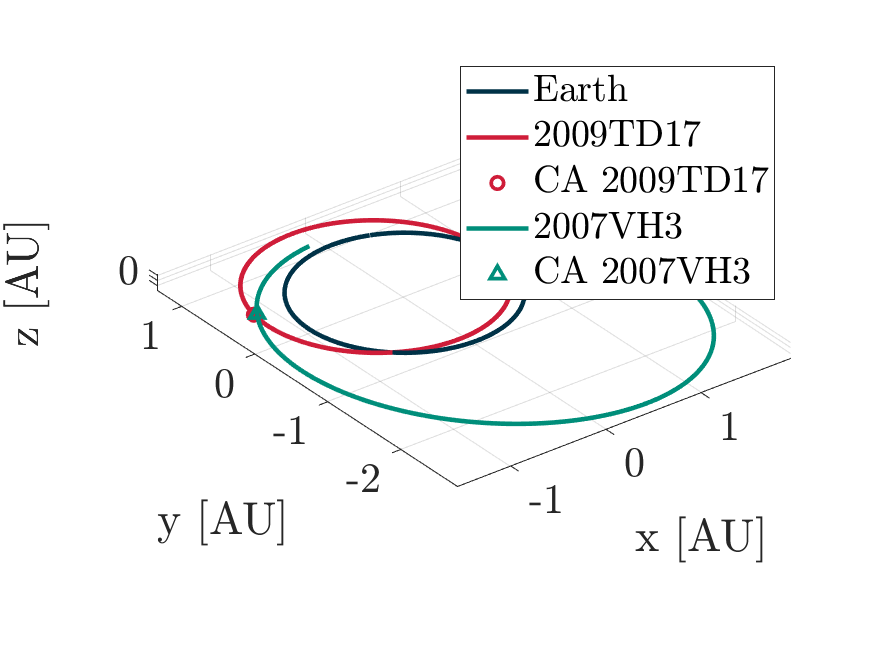 Earth
2009TD17
CA 2009TD17
2007VH3
CA 2007VH3
z [AU]
0
1
0
-1
-2
y [AU]
-1
0
1
x [AU]